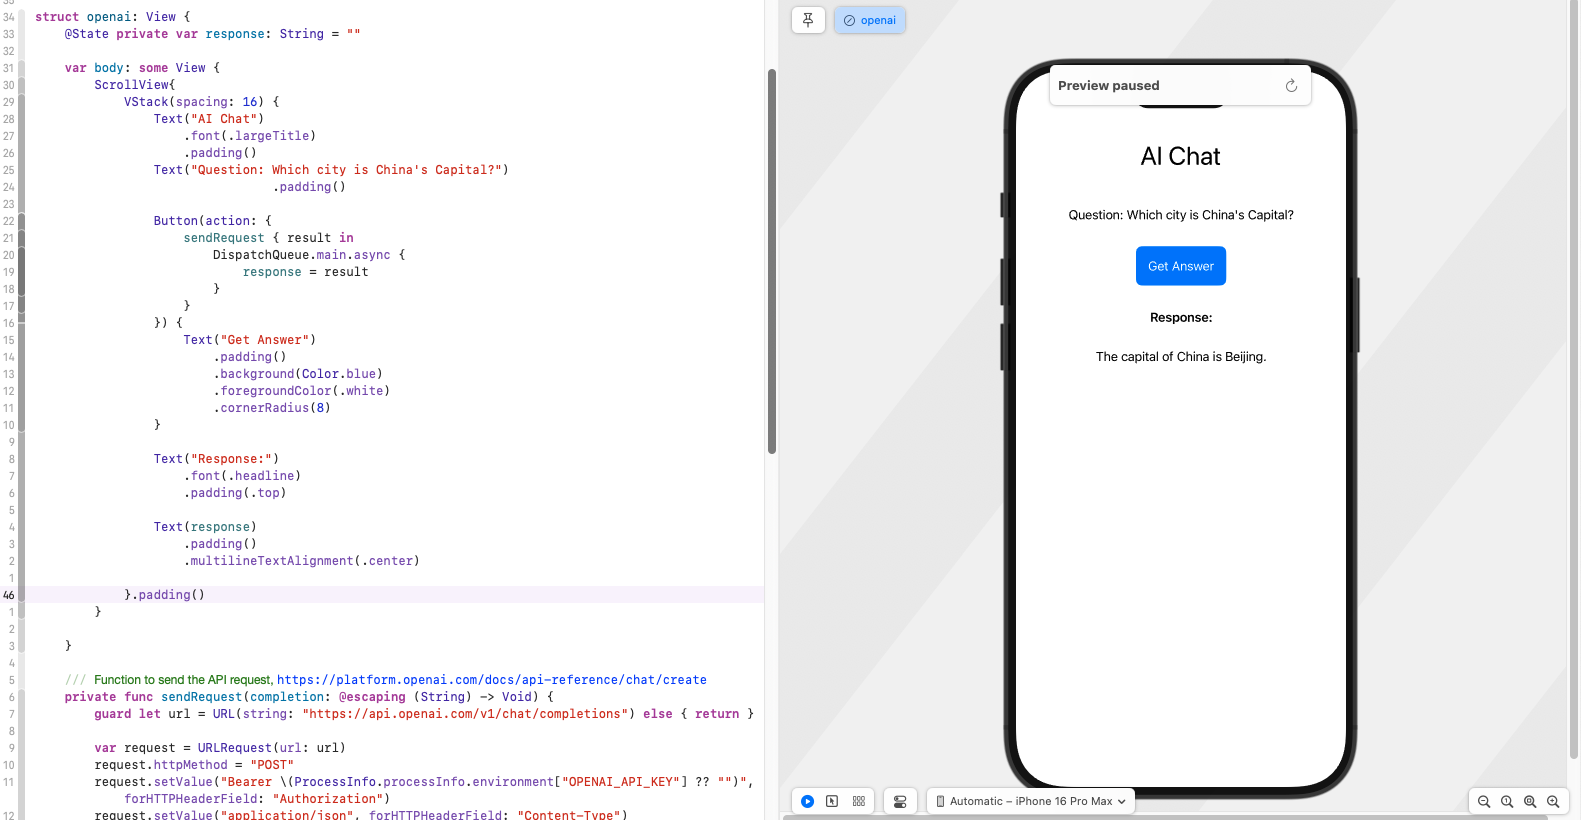 35
34 struct openai: View {
33 @State private var response: String = ""
32
31 var body: some View {
30 ScrollView{
29 VStack(spacing: 16) {
28 Text("AI Chat")
27 .font(.largeTitle)
26 .padding()
25 Text("Question: Which city is China's Capital?")
24 .padding()
23
22 Button(action: {
21 sendRequest { result in
20 DispatchQueue.main.async {
19 response = result
18 }
17 }
16 }) {
15 Text("Get Answer")
14 .padding()
13 .background(Color.blue)
12 .foregroundColor(.white)
11 .cornerRadius(8)
10 }
9
8 Text("Response:")
7 .font(.headline)
6 .padding(.top)
5
4 Text(response)
3 .padding()
2 .multilineTextAlignment(.center)
1
46 }.padding()
1 }
2
3 }
4
5 /// Function to send the API request, https://platform.openai.com/docs/api-reference/chat/create
6 private func sendRequest(completion: @escaping (String) -> Void) {
7 guard let url = URL(string: "https://api.openai.com/v1/chat/completions") else { return }
8
9 var request = URLRequest(url: url)
10 request.httpMethod = "POST"
11 request.setValue("Bearer \(ProcessInfo.processInfo.environment["OPENAI_API_KEY"] ?? "")",
forHTTPHeaderField: "Authorization")
12 request.setValue("application/json", forHTTPHeaderField: "Content-Type")
openai
Preview paused
AI Chat
Question: Which city is China's Capital?
Get Answer
Response:
The capital of China is Beijing.
Automatic – iPhone 16 Pro Max